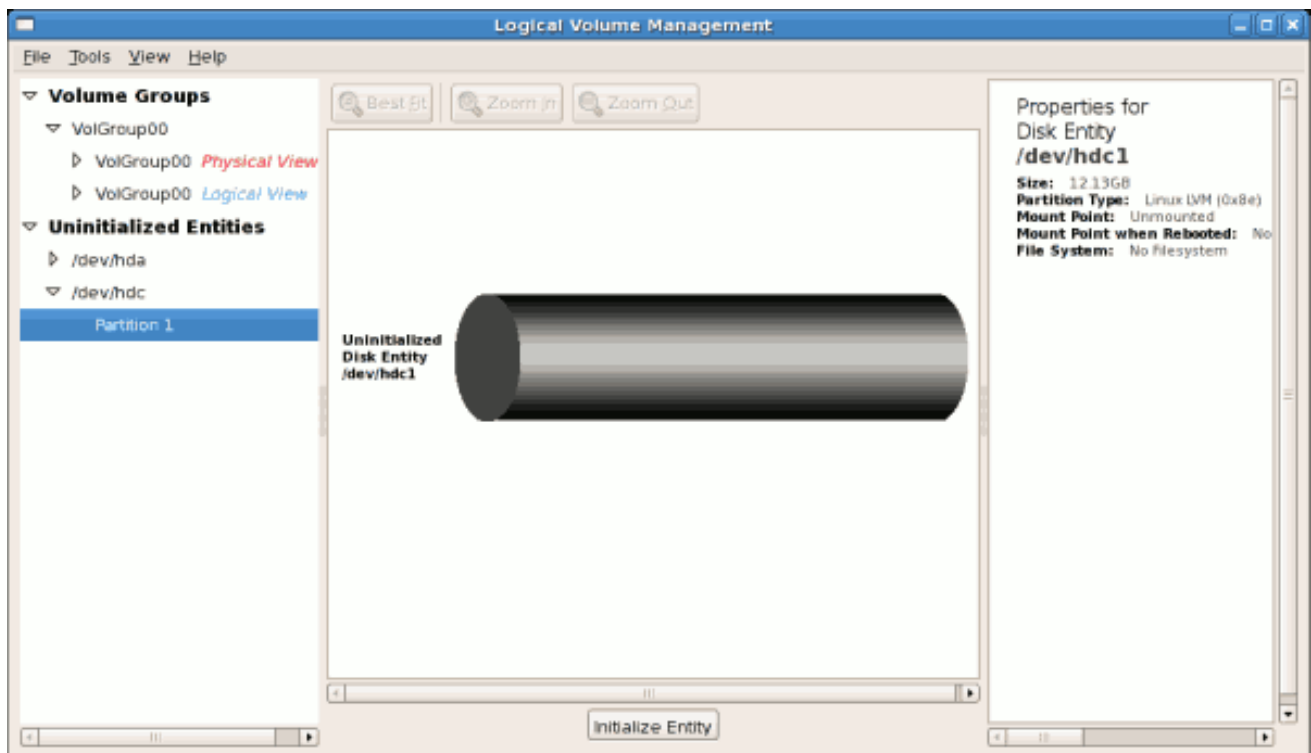 Logical Volume Management
File Tools View Help
Volume Groups
VolGroup00
VolGroup00 Physical View
VolGroup00 Logical View
Uninitialized Entities
/dev/hda
/dev/hdc
Partition 1
Best Fit Zoom In Zoom Out
Uninitialized
Disk Entity
/dev/hdc1
Initialize Entity
Properties for
Disk Entity
/dev/hdc1
Size: 12.13GB
Partition Type: Linux LVM (0x8e)
Mount Point: Unmounted
Mount Point when Rebooted: No
File System: No filesystem